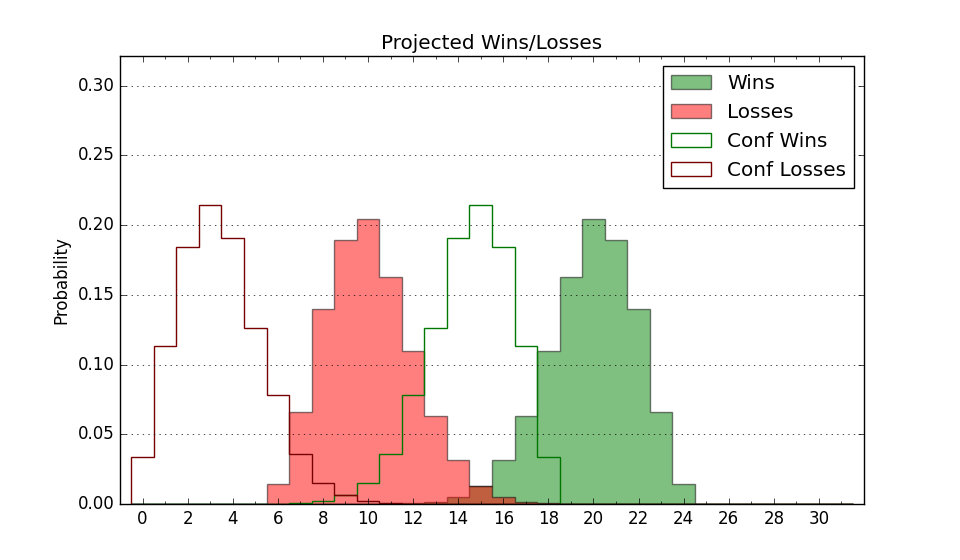 Projected Wins/Losses
Wins
Losses
Conf Wins
Conf Losses
Probability
0.30
0.25
0.20
0.15
0.10
0.05
0.00
0 2 4 6 8 10 12 14 16 18 20 22 24 26 28 30